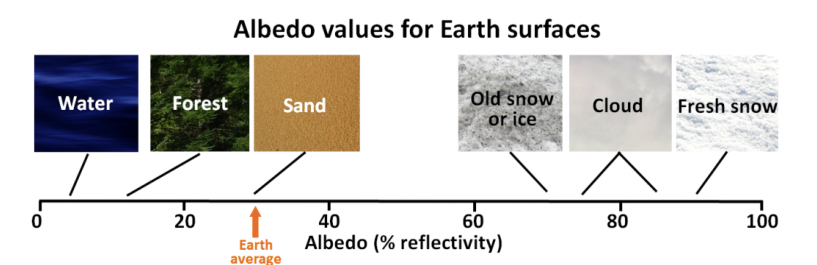 Albedo values for Earth surfaces
Water
Forest
Sand
Old snow
or ice
Cloud
Fresh snow
0
20
40
60
80
100
Earth
average
Albedo (% reflectivity)